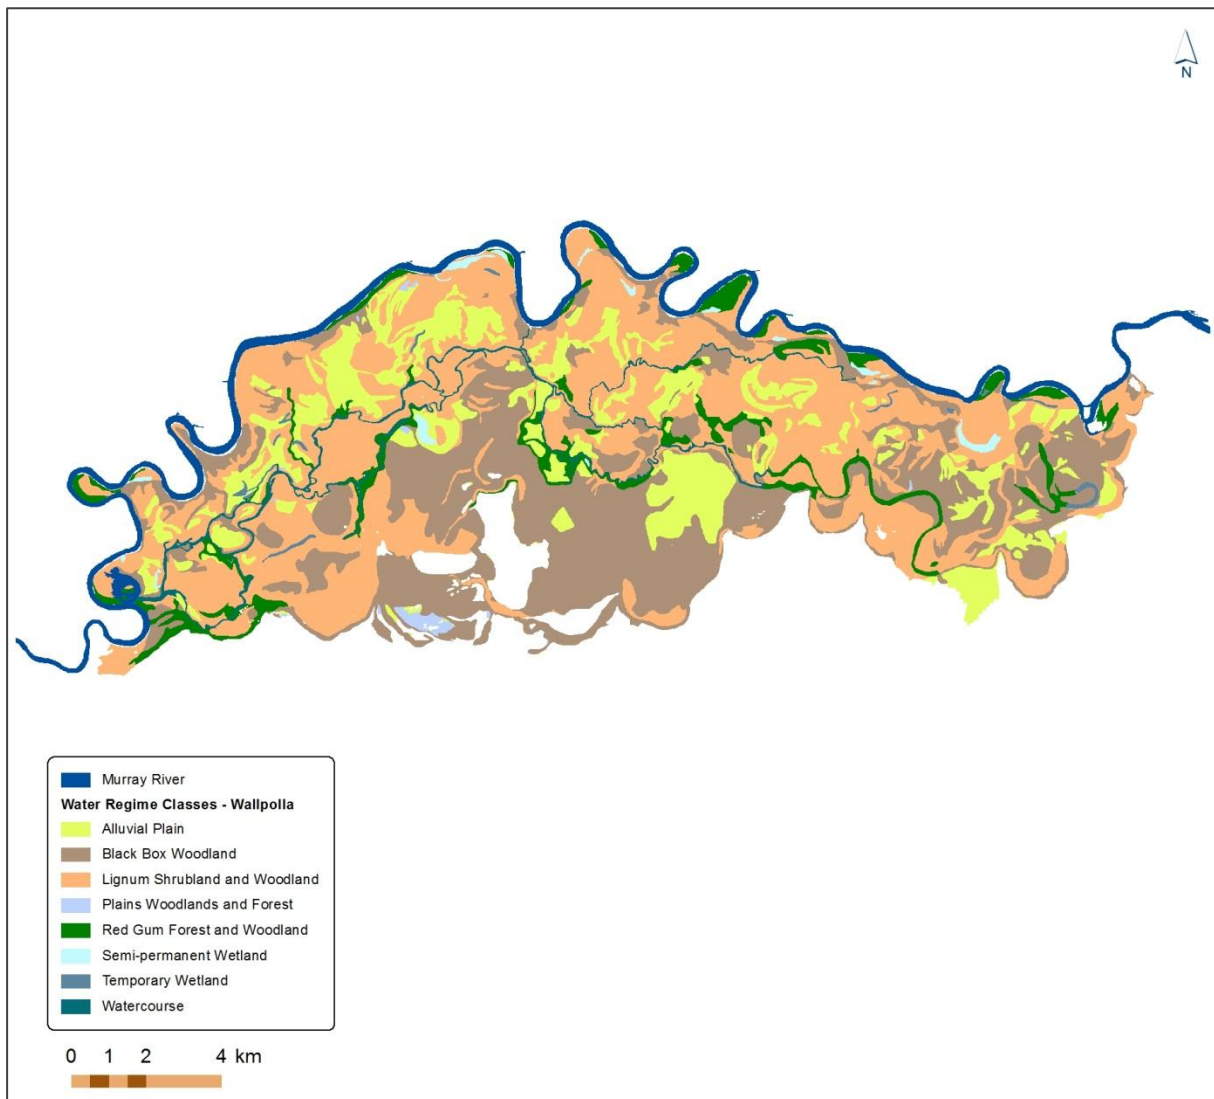 N
Murray River
Water Regime Classes - Wallpolla
Alluvial Plain
Black Box Woodland
Lignum Shrubland and Woodland
Plains Woodlands and Forest
Red Gum Forest and Woodland
Semi-permanent Wetland
Temporary Wetland
Watercourse
0 1 2 4 km